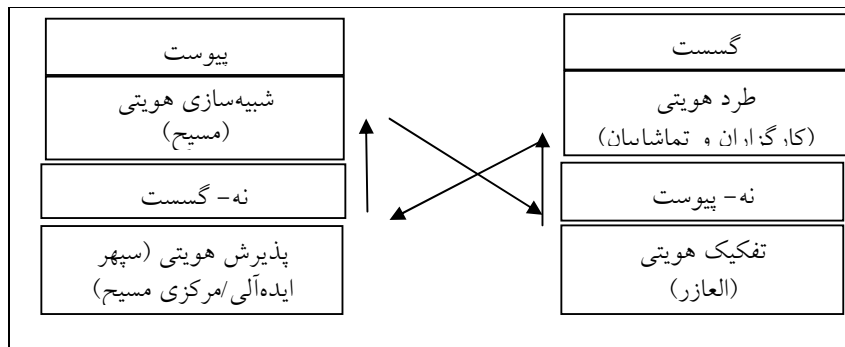 گسست
طرد هویتی
(کارگزاران و تماشاییان)
نه- پیوست
تفکیک هویتی
(العازر)
پیوست
شبیه‌سازی هویتی
(مسیح)
نه- گسست
پذیرش هویتی (سپهر
ایده‌آلی/مرکزی مسیح)